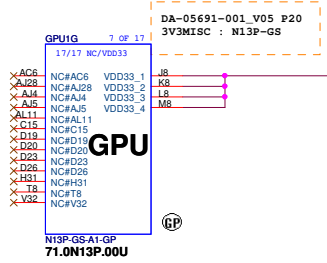 DA-05691-001_V05 P20
3V3MISC : N13P-GS
GPU1G 7 OF 17
17/17 NC/VDD33
AC6 NC#AC6 VDD33_1 J8
AJ28 NC#AJ28 VDD33_2 K8
AJ4 NC#AJ4 VDD33_3 L8
AJ5 NC#AJ5 VDD33_4 M8
AL11 NC#AL11
C15 NC#C15
D19 NC#D19
D20 NC#D20
D23 NC#D23
D26 NC#D26
H31 NC#H31
T8 NC#T8
V32 NC#V32
GPU
GP
N13P-GS-A1-GP
71.0N13P.00U